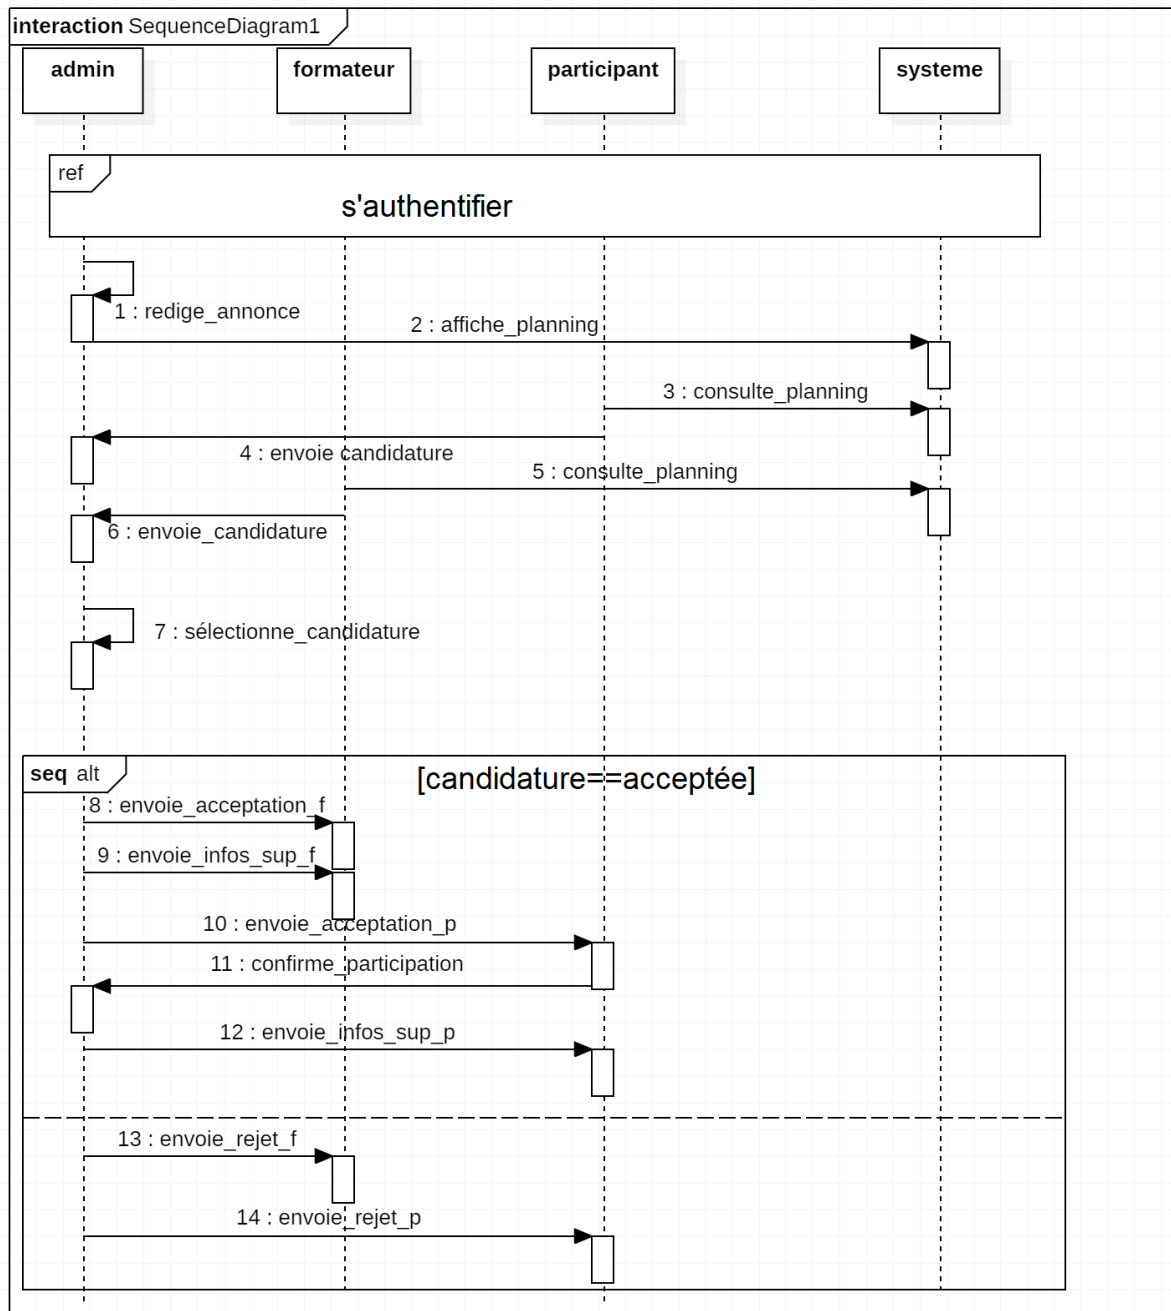 interaction SequenceDiagram1
admin
formateur
participant
systeme
ref
s'authentifier
1 : redige_annonce
2 : affiche_planning
3 : consulte_planning
4 : envoie candidature
5 : consulte_planning
6 : envoie_candidature
7 : sélectionne_candidature
seq alt
[candidature==acceptée]
8 : envoie_acceptation_f
9 : envoie_infos_sup_f
10 : envoie_acceptation_p
11 : confirme_participation
12 : envoie_infos_sup_p
13 : envoie_rejet_f
14 : envoie_rejet_p